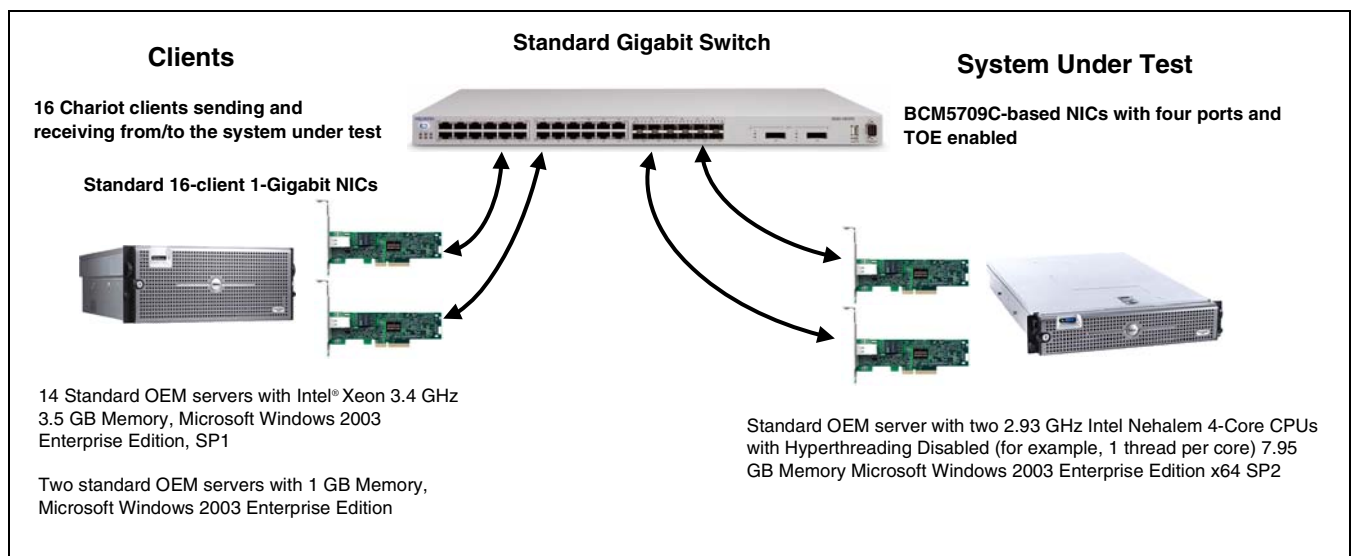 Clients
Standard Gigabit Switch
System Under Test
16 Chariot clients sending and
receiving from/to the system under test
BCM5709C-based NICs with four ports and
TOE enabled
Standard 16-client 1-Gigabit NICs
14 Standard OEM servers with Intel® Xeon 3.4 GHz
3.5 GB Memory, Microsoft Windows 2003
Enterprise Edition, SP1
Two standard OEM servers with 1 GB Memory,
Microsoft Windows 2003 Enterprise Edition
Standard OEM server with two 2.93 GHz Intel Nehalem 4-Core CPUs
with Hyperthreading Disabled (for example, 1 thread per core) 7.95
GB Memory Microsoft Windows 2003 Enterprise Edition x64 SP2